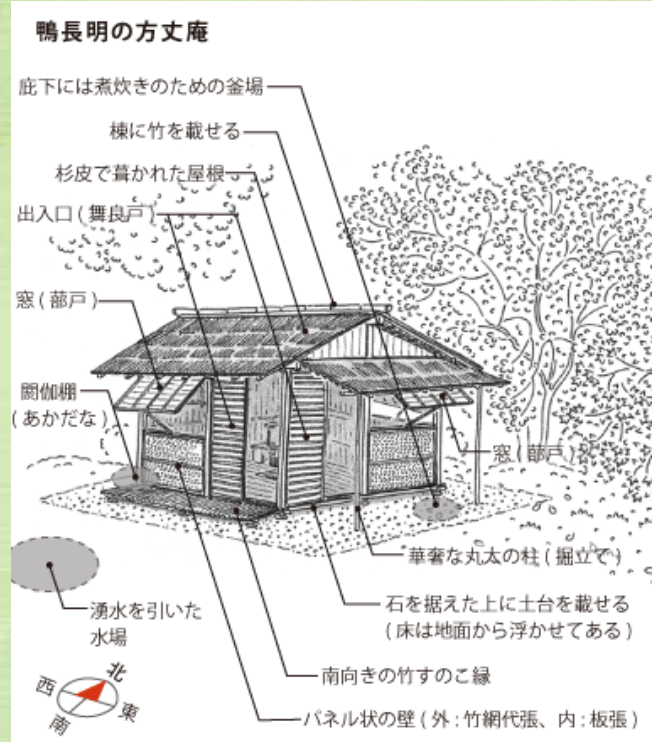 鴨長明の方丈庵
庇下には煮炊きのための釜場
棟に竹を載せる
杉皮で葺かれた屋根
出入口(舞良戸)
窓(蔀戸)
閼伽棚
(あかだな)
窓(蔀戸)
華奢な丸太の柱(掘立て)
湧水を引いた
水場
石を据えた上に土台を載せる
(床は地面から浮かせてある)
南向きの竹すのこ縁
北
西
東
南
パネル状の壁(外:竹網代張、内:板張)